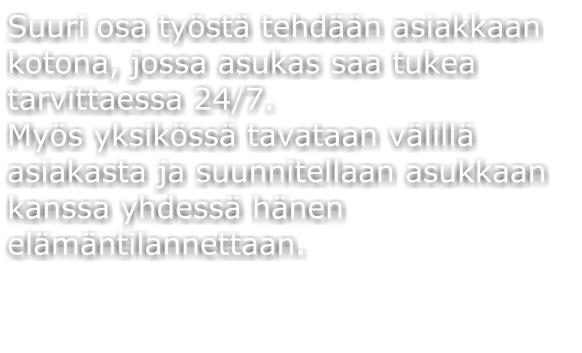 Suuri osa työstä tehdään asiakkaan
kotona, jossa asukas saa tukea
tarvittaessa 24/7.
Myös yksikössä tavataan välillä
asiakasta ja suunnitellaan asukkaan
kanssa yhdessä hänen
elämäntilannettaan.